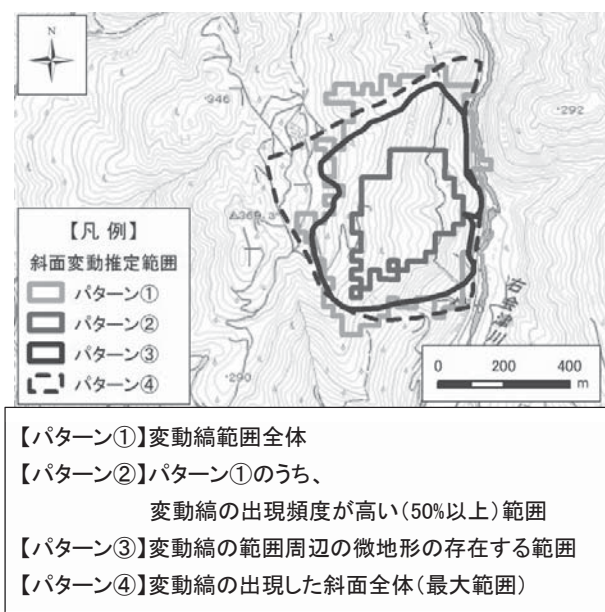 N
·346
·292
△369.3
【凡 例】
斜面変動推定範囲
パターン①
パターン②
パターン③
パターン④
·290
0 200 400
m
【パターン①】変動縞範囲全体
【パターン②】パターン①のうち、
変動縞の出現頻度が高い(50%以上)範囲
【パターン③】変動縞の範囲周辺の微地形の存在する範囲
【パターン④】変動縞の出現した斜面全体(最大範囲)